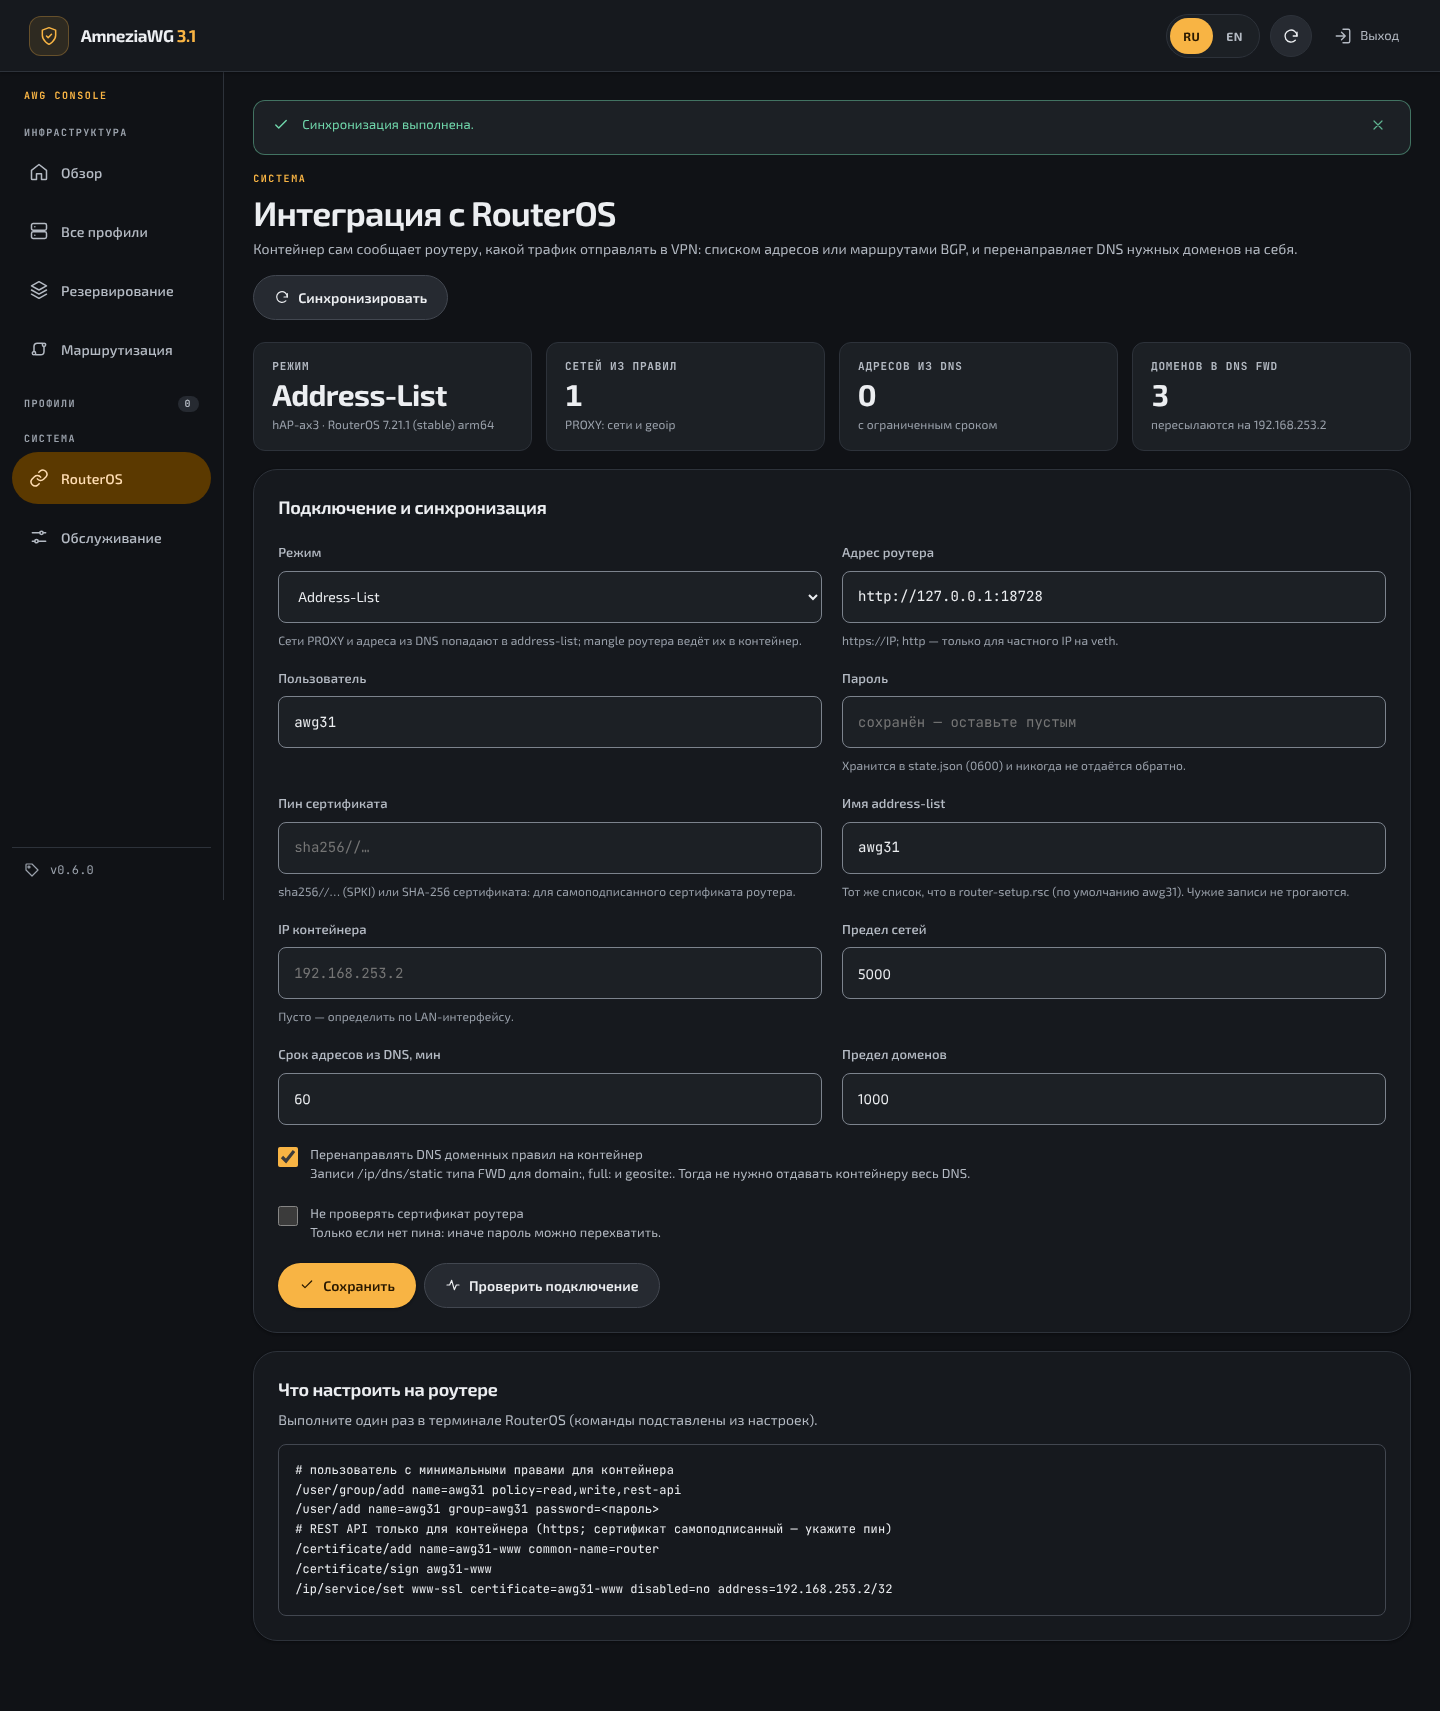 AmneziaWG 3.1
RU
EN
Выход
AWG CONSOLE
ИНФРАСТРУКТУРА
Обзор
Все профили
Резервирование
Маршрутизация
ПРОФИЛИ
0
СИСТЕМА
RouterOS
Обслуживание
v0.6.0
Синхронизация выполнена.
СИСТЕМА
Интеграция с RouterOS
Контейнер сам сообщает роутеру, какой трафик отправлять в VPN: списком адресов или маршрутами BGP, и перенаправляет DNS нужных доменов на себя.
Синхронизировать
РЕЖИМ
Address-List
hAP-ax3 · RouterOS 7.21.1 (stable) arm64
СЕТЕЙ ИЗ ПРАВИЛ
1
PROXY: сети и geoip
АДРЕСОВ ИЗ DNS
0
с ограниченным сроком
ДОМЕНОВ В DNS FWD
3
пересылаются на 192.168.253.2
Подключение и синхронизация
Режим
Address-List
Сети PROXY и адреса из DNS попадают в address-list; mangle роутера ведёт их в контейнер.
Адрес роутера
http://127.0.0.1:18728
https://IP; http — только для частного IP на veth.
Пользователь
awg31
Пароль
сохранён — оставьте пустым
Хранится в state.json (0600) и никогда не отдаётся обратно.
Пин сертификата
sha256//…
sha256//… (SPKI) или SHA-256 сертификата: для самоподписанного сертификата роутера.
Имя address-list
awg31
Тот же список, что в router-setup.rsc (по умолчанию awg31). Чужие записи не трогаются.
IP контейнера
192.168.253.2
Пусто — определить по LAN-интерфейсу.
Предел сетей
5000
Срок адресов из DNS, мин
60
Предел доменов
1000
Перенаправлять DNS доменных правил на контейнер
Записи /ip/dns/static типа FWD для domain:, full: и geosite:. Тогда не нужно отдавать контейнеру весь DNS.
Не проверять сертификат роутера
Только если нет пина: иначе пароль можно перехватить.
Сохранить
Проверить подключение
Что настроить на роутере
Выполните один раз в терминале RouterOS (команды подставлены из настроек).
# пользователь с минимальными правами для контейнера
/user/group/add name=awg31 policy=read,write,rest-api
/user/add name=awg31 group=awg31 password=<пароль>
# REST API только для контейнера (https; сертификат самоподписанный — укажите пин)
/certificate/add name=awg31-www common-name=router
/certificate/sign awg31-www
/ip/service/set www-ssl certificate=awg31-www disabled=no address=192.168.253.2/32